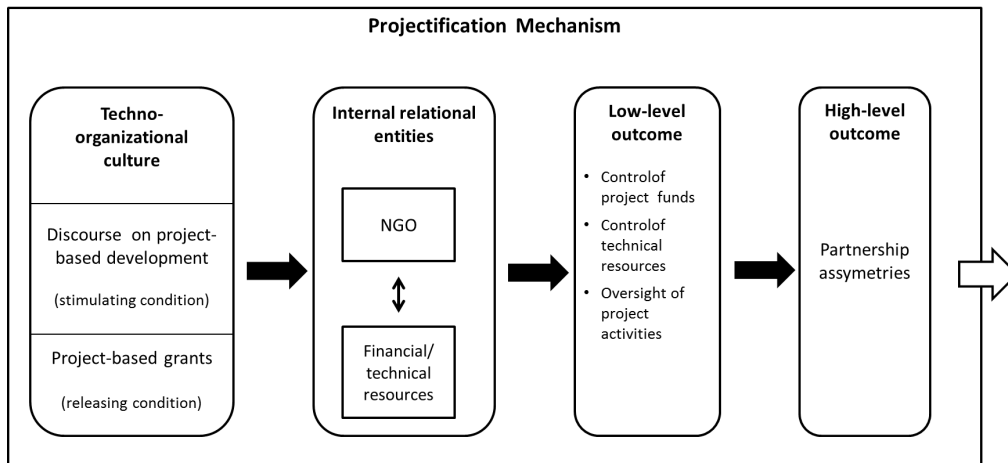 Projectification Mechanism
Techno-
organizational
culture
Discourse on project-
based development
(stimulating condition)
Project-based grants
(releasing condition)
Internal relational
entities
NGO
Financial/
technical
resources
Low-level
outcome
• Controlof
project funds
• Controlof
technical
resources
• Oversight of
project
activities
High-level
outcome
Partnership
assymetries